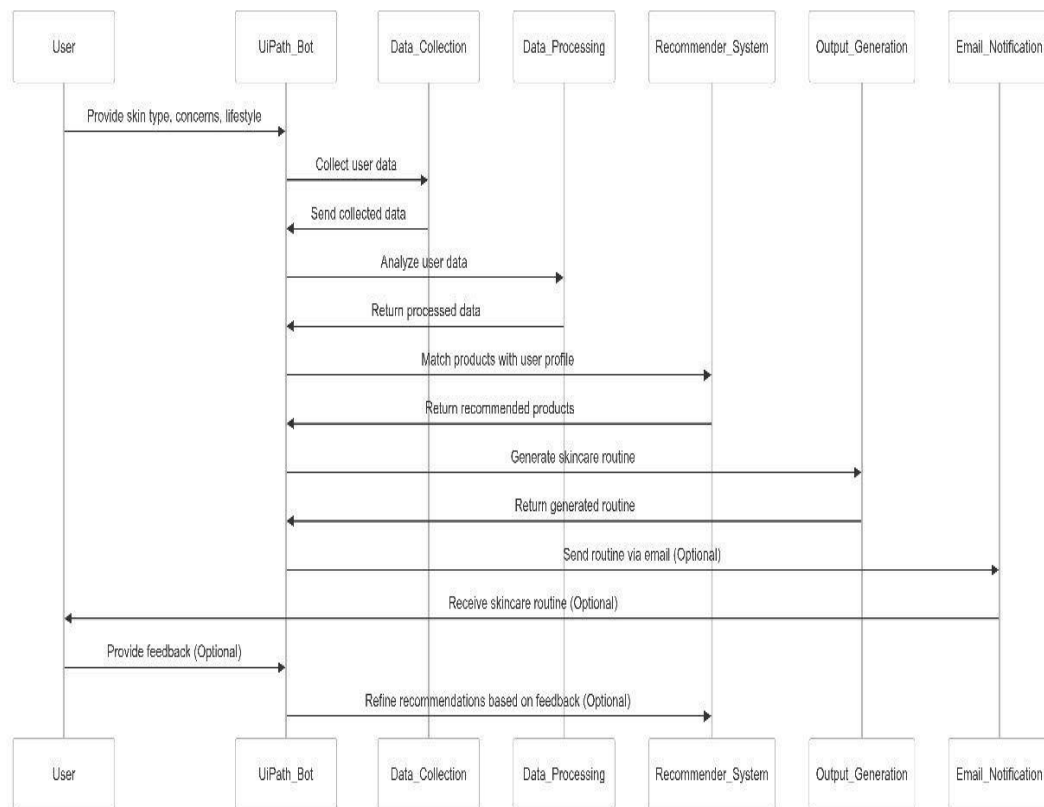 User
UiPath_Bot
Data_Collection
Data_Processing
Recommender_System
Output_Generation
Email_Notification
Provide skin type, concerns, lifestyle
Collect user data
Send collected data
Analyze user data
Return processed data
Match products with user profile
Return recommended products
Generate skincare routine
Return generated routine
Send routine via email (Optional)
Receive skincare routine (Optional)
Provide feedback (Optional)
Refine recommendations based on feedback (Optional)
User
UiPath_Bot
Data_Collection
Data_Processing
Recommender_System
Output_Generation
Email_Notification